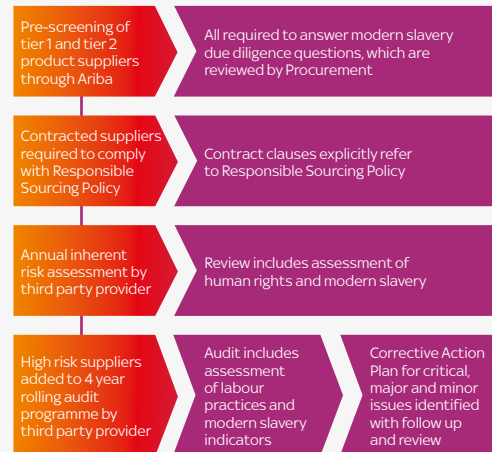 Pre-screening of
tier 1 and tier 2
product suppliers
through Ariba
All required to answer modern slavery
due diligence questions, which are
reviewed by Procurement
Contracted suppliers
required to comply
with Responsible
Sourcing Policy
Contract clauses explicitly refer
to Responsible Sourcing Policy
Annual inherent
risk assessment by
third party provider
Review includes assessment of
human rights and modern slavery
High risk suppliers
added to 4 year
rolling audit
programme by
third party provider
Audit includes
assessment
of labour
practices and
modern slavery
indicators
Corrective Action
Plan for critical,
major and minor
issues identified
with follow up
and review